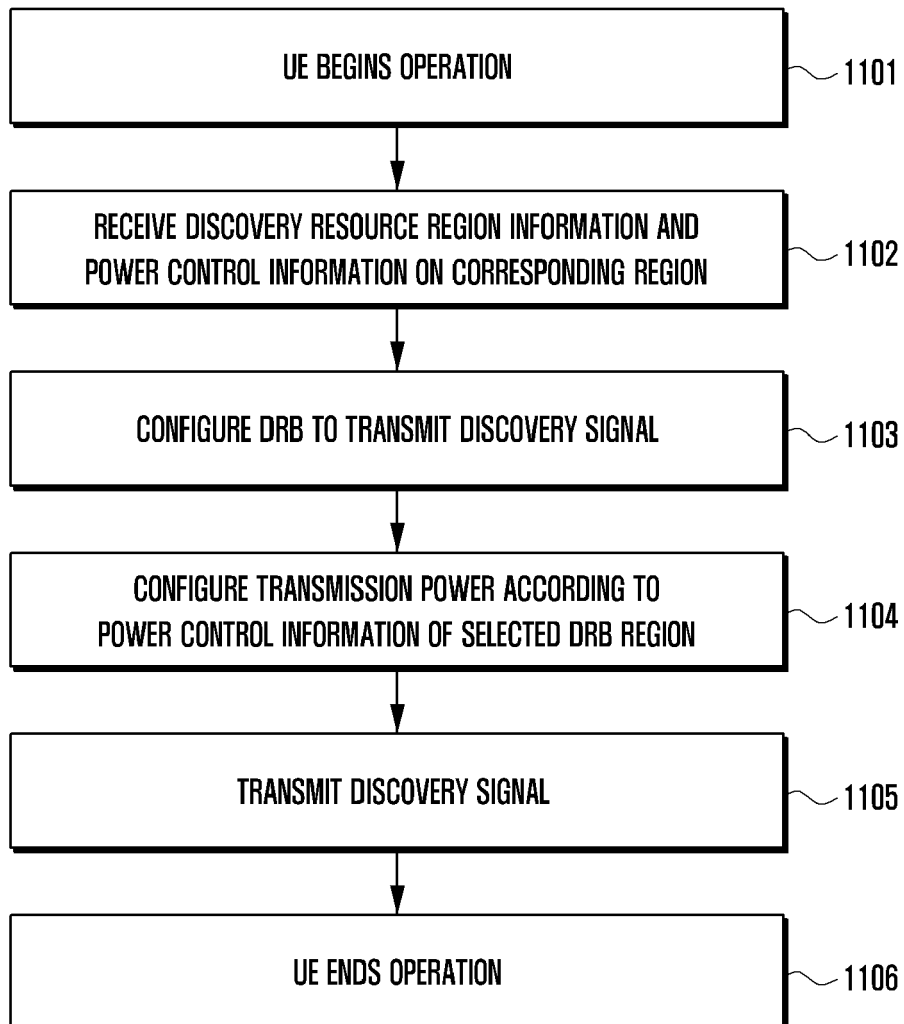 UE BEGINS OPERATION
1101
RECEIVE DISCOVERY RESOURCE REGION INFORMATION AND
POWER CONTROL INFORMATION ON CORRESPONDING REGION
1102
CONFIGURE DRB TO TRANSMIT DISCOVERY SIGNAL
1103
CONFIGURE TRANSMISSION POWER ACCORDING TO
POWER CONTROL INFORMATION OF SELECTED DRB REGION
1104
TRANSMIT DISCOVERY SIGNAL
1105
UE ENDS OPERATION
1106